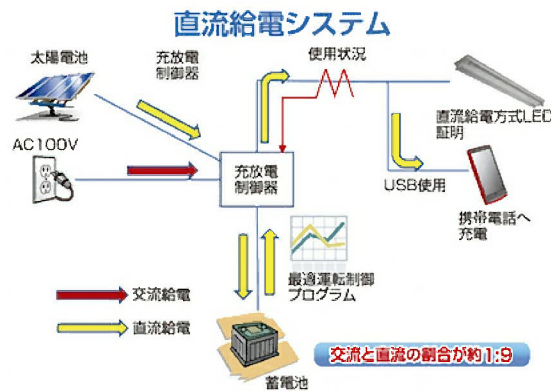 直流給電システム
太陽電池
充放電
制御器
使用状況
直流給電方式LED
証明
AC100V
充放電
制御器
USB使用
携帯電話へ
充電
最適運転制御
プログラム
交流給電
直流給電
蓄電池
交流と直流の割合が約1:9